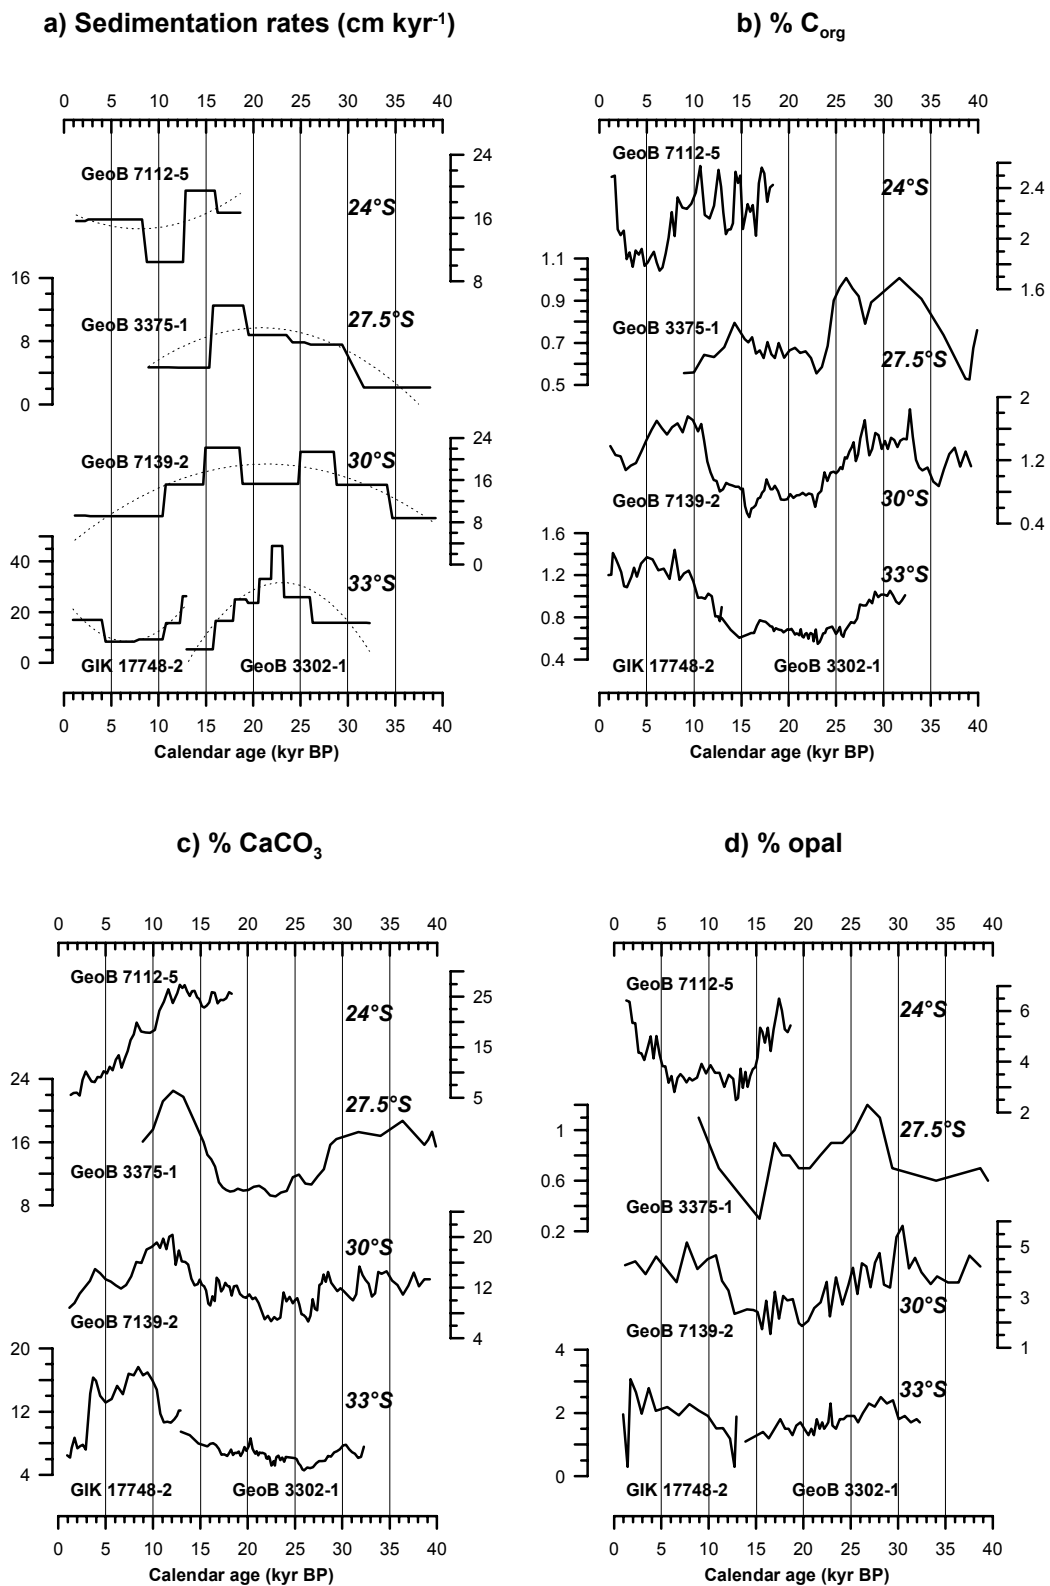 a) Sedimentation rates (cm kyr-1)
0 5 10 15 20 25 30 35 40
GeoB 7112-5
24°S
24
16
8
16
8
0
GeoB 3375-1
27.5°S
GeoB 7139-2
30°S
24
16
8
0
40
20
0
33°S
GIK 17748-2
GeoB 3302-1
0 5 10 15 20 25 30 35 40
Calendar age (kyr BP)
b) % Corg
0 5 10 15 20 25 30 35 40
GeoB 7112-5
24°S
2.4
2
1.6
1.1
0.9
0.7
0.5
GeoB 3375-1
27.5°S
2
1.2
0.4
GeoB 7139-2
30°S
1.6
1.2
0.8
0.4
33°S
GIK 17748-2
GeoB 3302-1
0 5 10 15 20 25 30 35 40
Calendar age (kyr BP)
c) % CaCO3
0 5 10 15 20 25 30 35 40
GeoB 7112-5
24°S
25
15
5
24
16
8
27.5°S
GeoB 3375-1
30°S
20
12
4
GeoB 7139-2
20
12
4
33°S
GIK 17748-2
GeoB 3302-1
0 5 10 15 20 25 30 35 40
Calendar age (kyr BP)
d) % opal
0 5 10 15 20 25 30 35 40
GeoB 7112-5
24°S
6
4
2
1
0.6
0.2
27.5°S
GeoB 3375-1
5
3
1
30°S
GeoB 7139-2
4
2
0
33°S
GIK 17748-2
GeoB 3302-1
0 5 10 15 20 25 30 35 40
Calendar age (kyr BP)